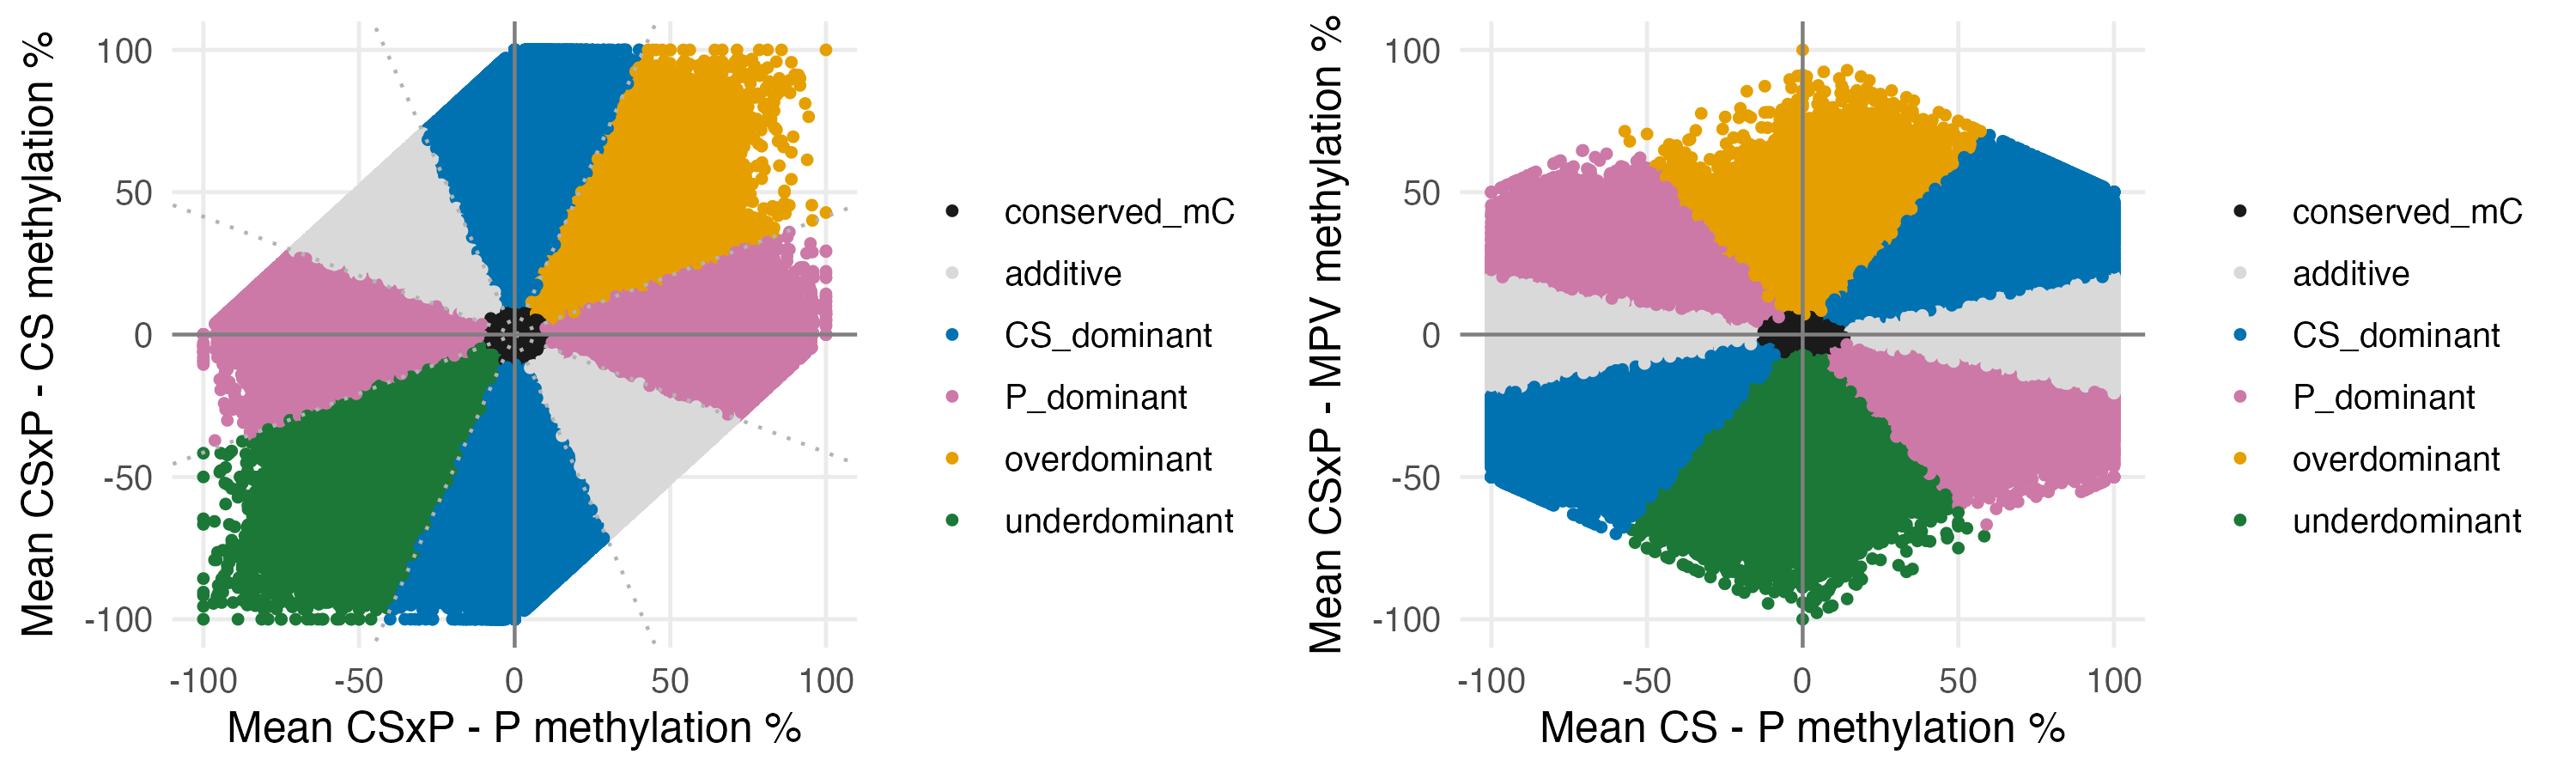 Mean CSxP - CS methylation %
100
50
0
-50
-100
-100 -50 0 50 100
Mean CSxP - P methylation %
conserved_mC
additive
CS_dominant
P_dominant
overdominant
underdominant
Mean CSxP - MPV methylation %
100
50
0
-50
-100
-100 -50 0 50 100
Mean CS - P methylation %
conserved_mC
additive
CS_dominant
P_dominant
overdominant
underdominant